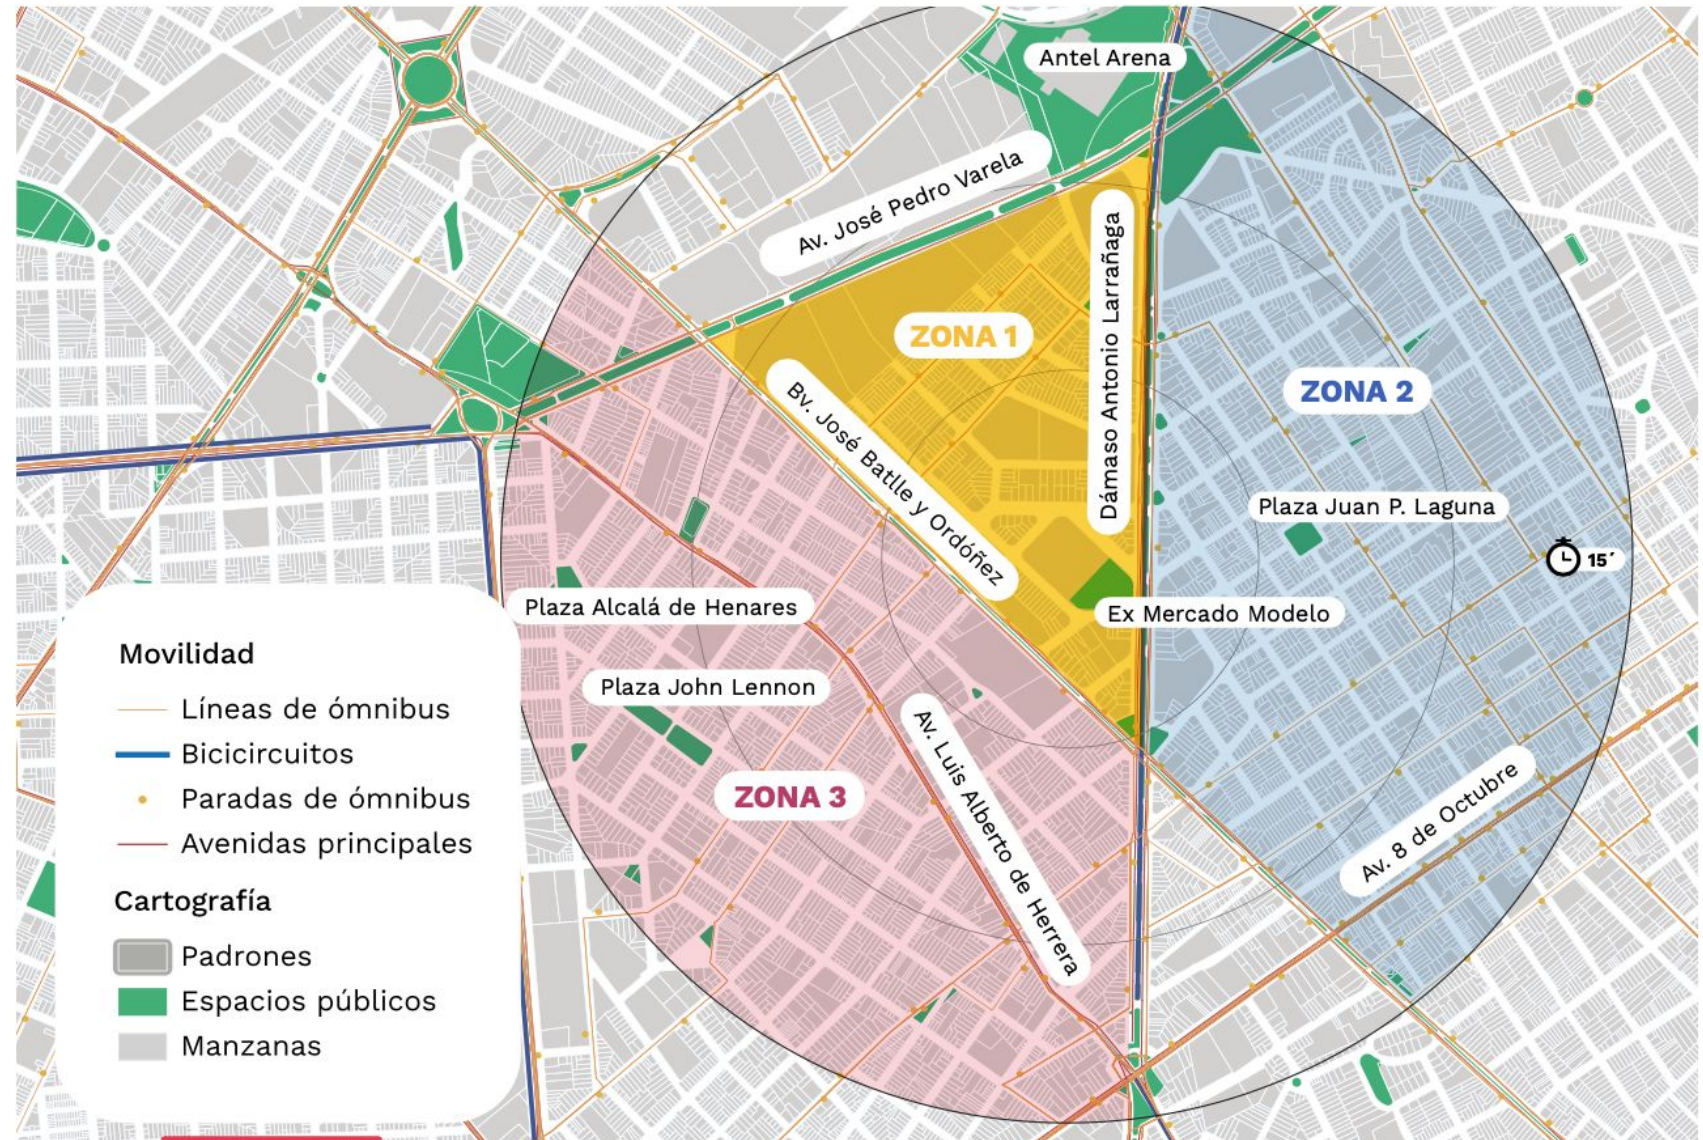 Antel Arena
Av. José Pedro Varela
Dámaso Antonio Larrañaga
ZONA 1
ZONA 2
Bv. José Batlle y Ordóñez
Plaza Juan P. Laguna
15´
Plaza Alcalá de Henares
Ex Mercado Modelo
Plaza John Lennon
Av. Luis Alberto de Herrera
ZONA 3
Av. 8 de Octubre
Movilidad
Líneas de ómnibus
Bicicircuitos
Paradas de ómnibus
Avenidas principales
Cartografía
Padrones
Espacios públicos
Manzanas